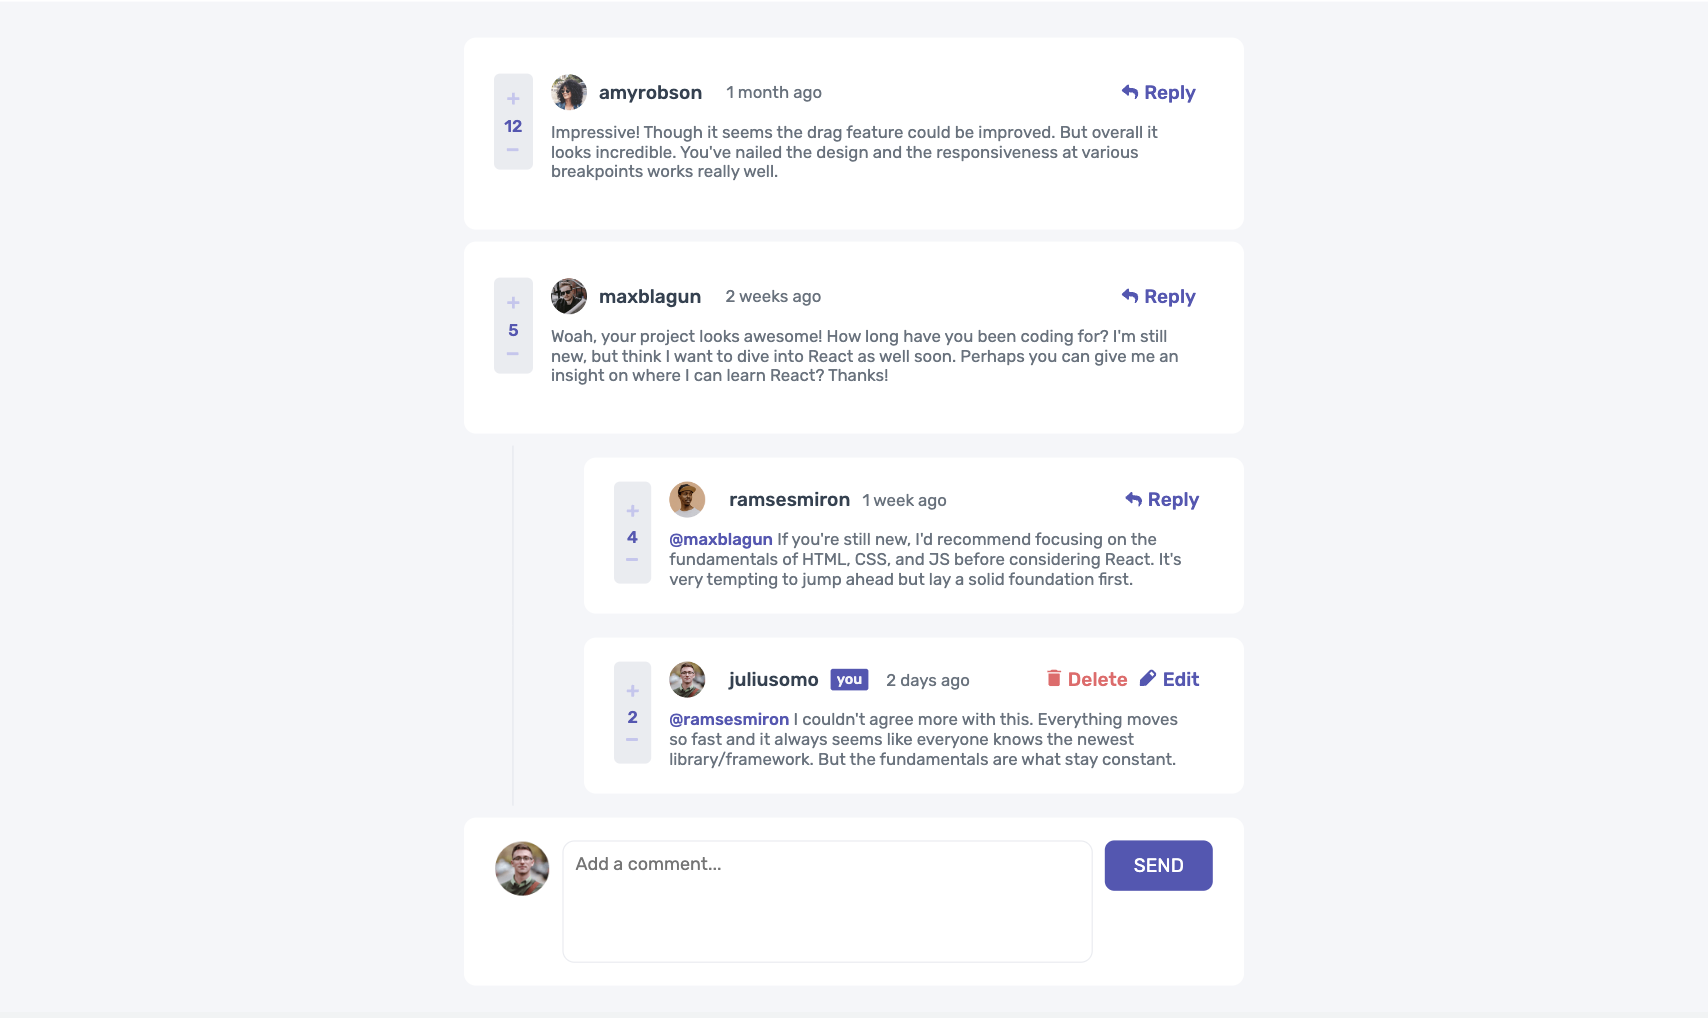 amyrobson 1 month ago Reply
+
12
−
Impressive! Though it seems the drag feature could be improved. But overall it
looks incredible. You've nailed the design and the responsiveness at various
breakpoints works really well.
maxblagun 2 weeks ago Reply
+
5
−
Woah, your project looks awesome! How long have you been coding for? I'm still
new, but think I want to dive into React as well soon. Perhaps you can give me an
insight on where I can learn React? Thanks!
ramsesmiron 1 week ago Reply
+
4
−
@maxblagun If you're still new, I'd recommend focusing on the
fundamentals of HTML, CSS, and JS before considering React. It's
very tempting to jump ahead but lay a solid foundation first.
juliusomo you 2 days ago Delete Edit
+
2
−
@ramsesmiron I couldn't agree more with this. Everything moves
so fast and it always seems like everyone knows the newest
library/framework. But the fundamentals are what stay constant.
Add a comment... SEND